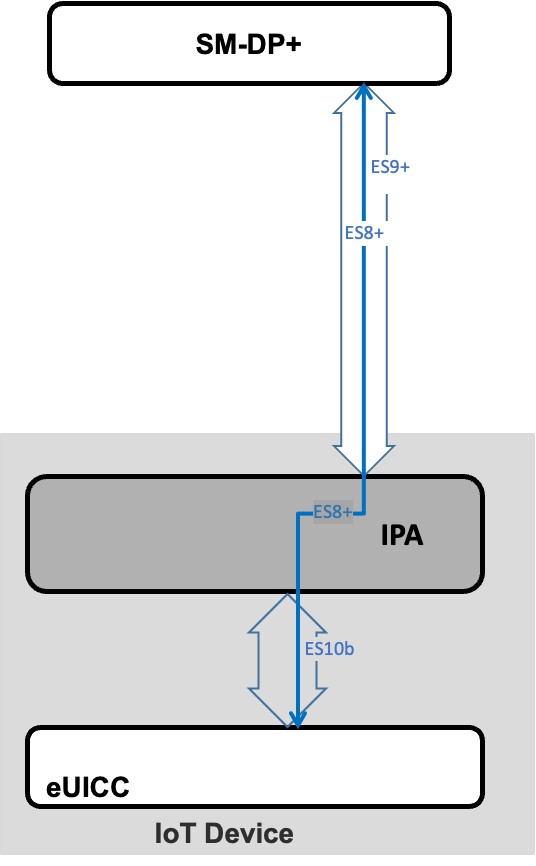 SM-DP+
ES9+
ES8+
ES8+
IPA
ES10b
eUICC
IoT Device